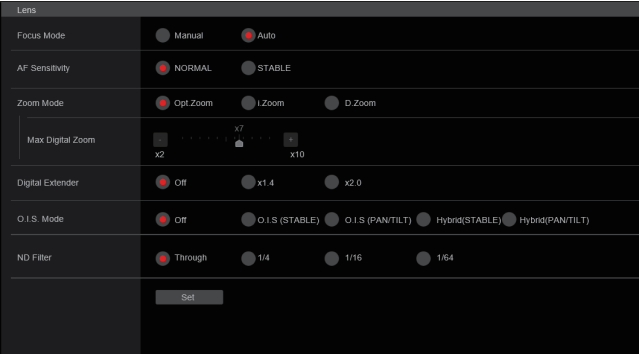 Lens
Focus Mode Manual Auto
AF Sensitivity NORMAL STABLE
Zoom Mode Opt.Zoom i.Zoom D.Zoom
x7
Max Digital Zoom - +
x2 x10
Digital Extender Off x1.4 x2.0
O.I.S. Mode Off O.I.S (STABLE) O.I.S (PAN/TILT) Hybrid(STABLE) Hybrid(PAN/TILT)
ND Filter Through 1/4 1/16 1/64
Set